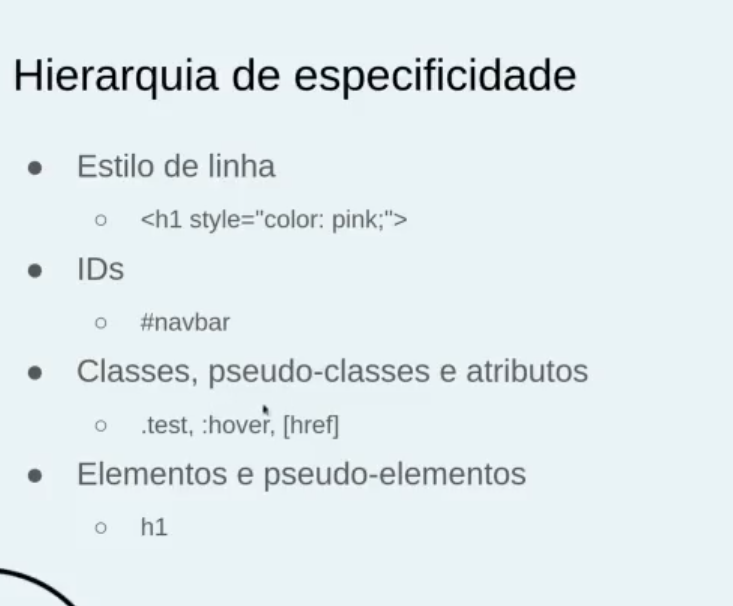 Hierarquia de especificidade
● Estilo de linha
○ <h1 style="color: pink;">
● IDs
○ #navbar
● Classes, pseudo-classes e atributos
○ .test, :hover, [href]
● Elementos e pseudo-elementos
○ h1